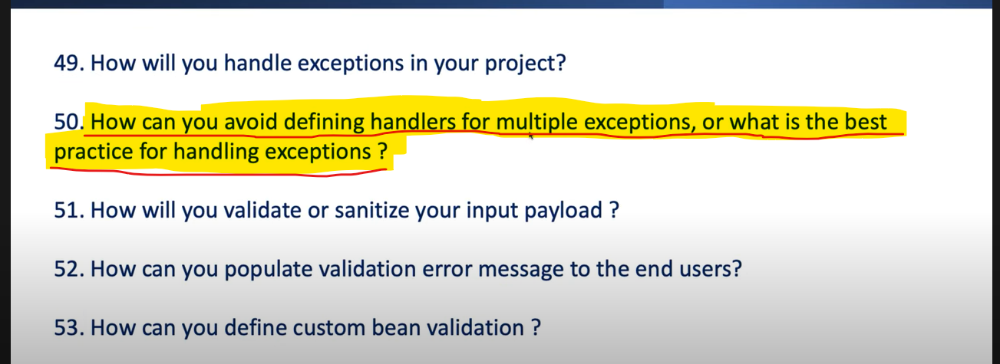 49. How will you handle exceptions in your project?
50. How can you avoid defining handlers for multiple exceptions, or what is the best
practice for handling exceptions ?
51. How will you validate or sanitize your input payload ?
52. How can you populate validation error message to the end users?
53. How can you define custom bean validation ?